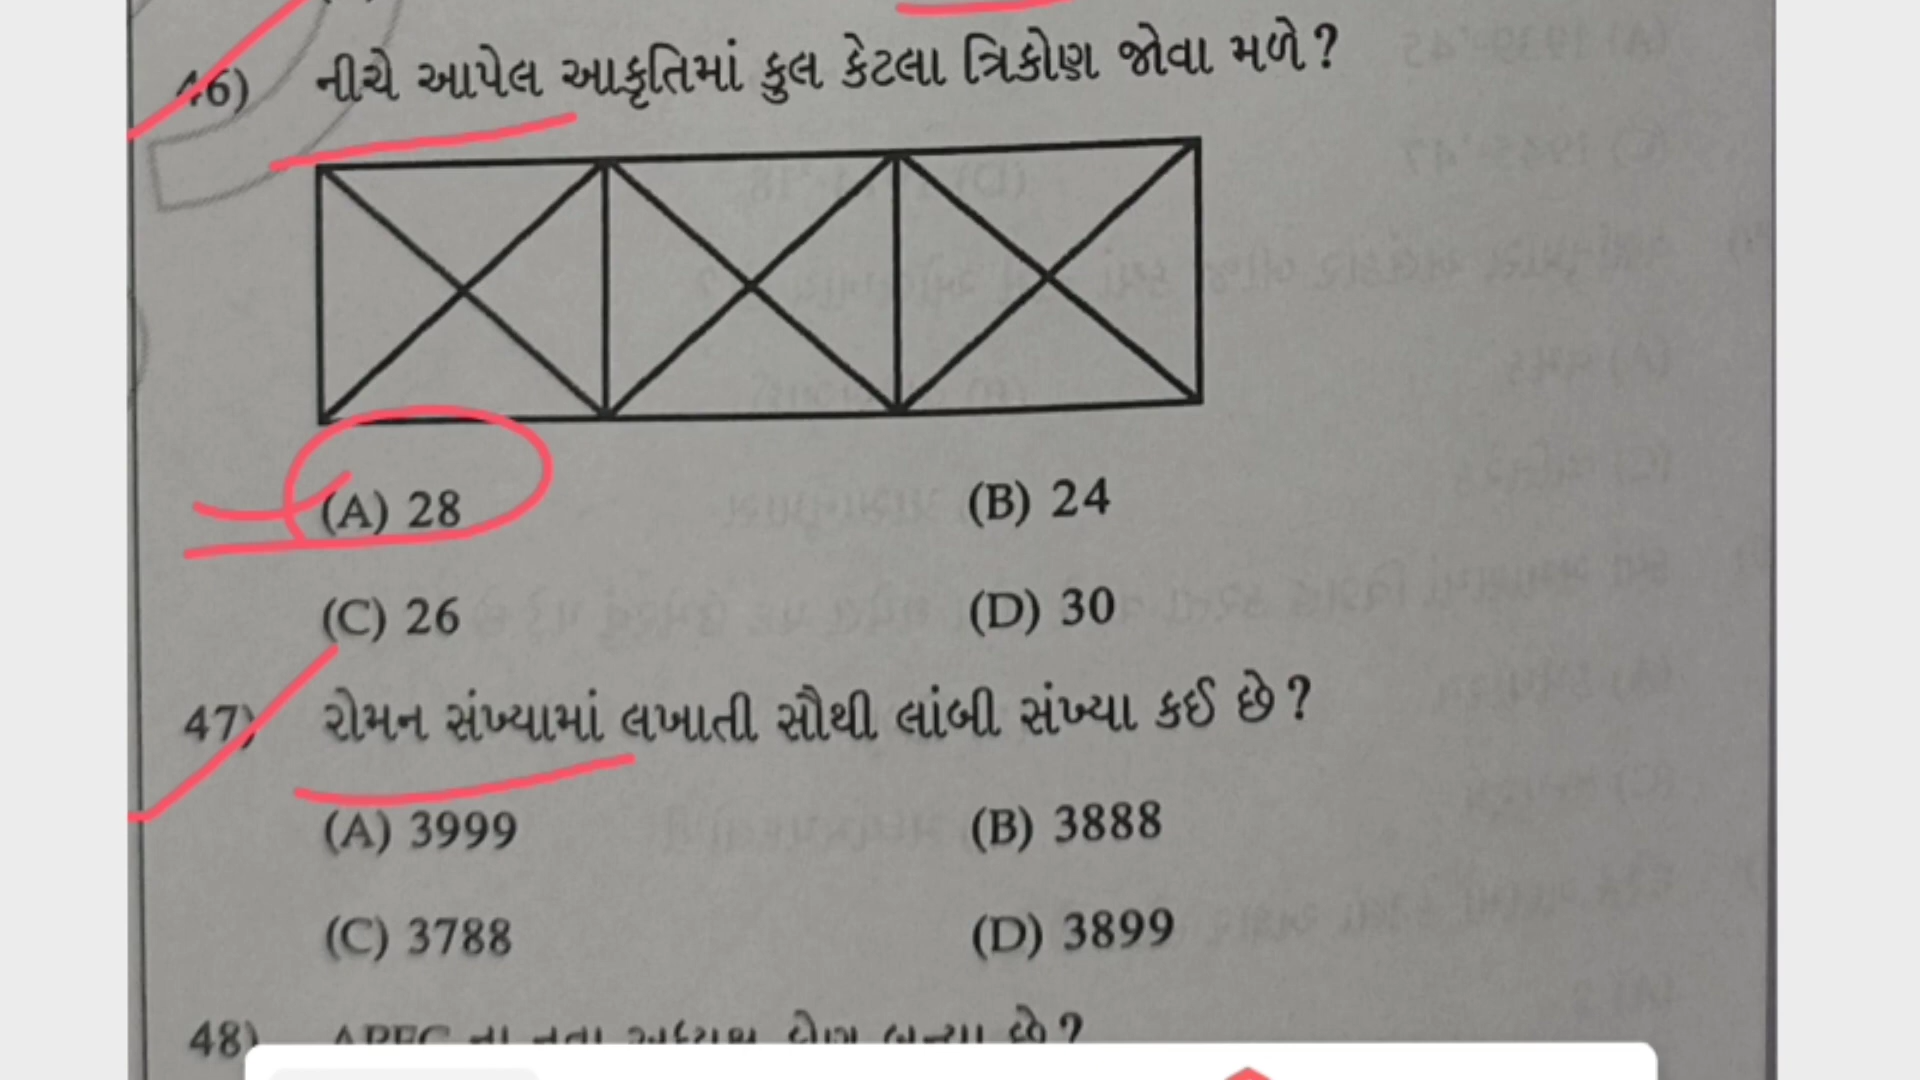 46) નીચે આપેલ આકૃતિમાં કુલ કેટલા ત્રિકોણ જોવા મળે?
(A) 28 (B) 24
(C) 26 (D) 30
47) રોમન સંખ્યામાં લખાતી સૌથી લાંબી સંખ્યા કઈ છે?
(A) 3999 (B) 3888
(C) 3788 (D) 3899
48)